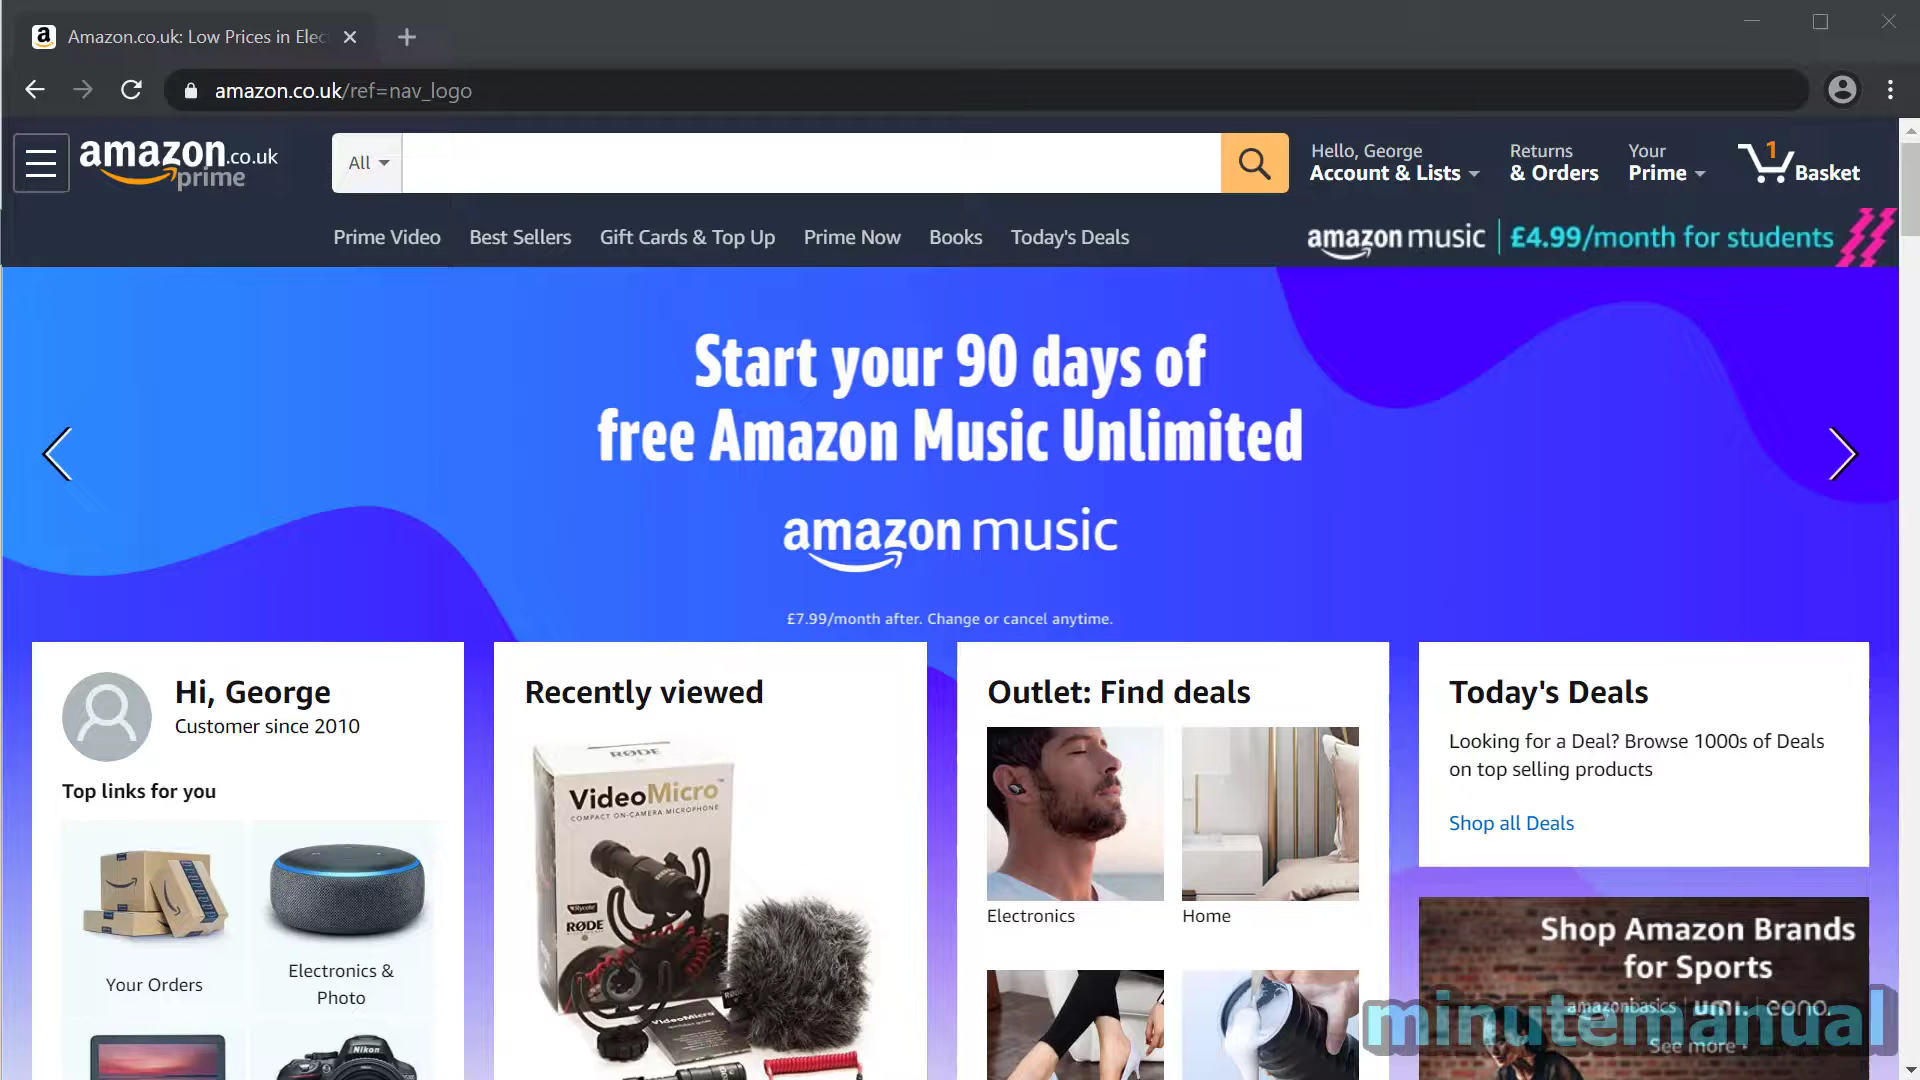 Amazon.co.uk: Low Prices in Elec
amazon.co.uk/ref=nav_logo
amazon.co.uk
prime
All
Hello, George
Account & Lists
Returns
& Orders
Your
Prime
1
Basket
Prime Video
Best Sellers
Gift Cards & Top Up
Prime Now
Books
Today's Deals
amazon music
£4.99/month for students
Start your 90 days of
free Amazon Music Unlimited
amazon music
£7.99/month after. Change or cancel anytime.
Hi, George
Customer since 2010
Top links for you
Your Orders
Electronics &
Photo
Nikon
Recently viewed
RØDE
VideoMicro™
COMPACT ON-CAMERA MICROPHONE
Rycote
RØDE
RØDE
VideoMicro
Outlet: Find deals
Electronics
Home
Today's Deals
Looking for a Deal? Browse 1000s of Deals
on top selling products
Shop all Deals
Shop Amazon Brands
for Sports
amazonbasics
umi.
eono.
See more
minutemanual